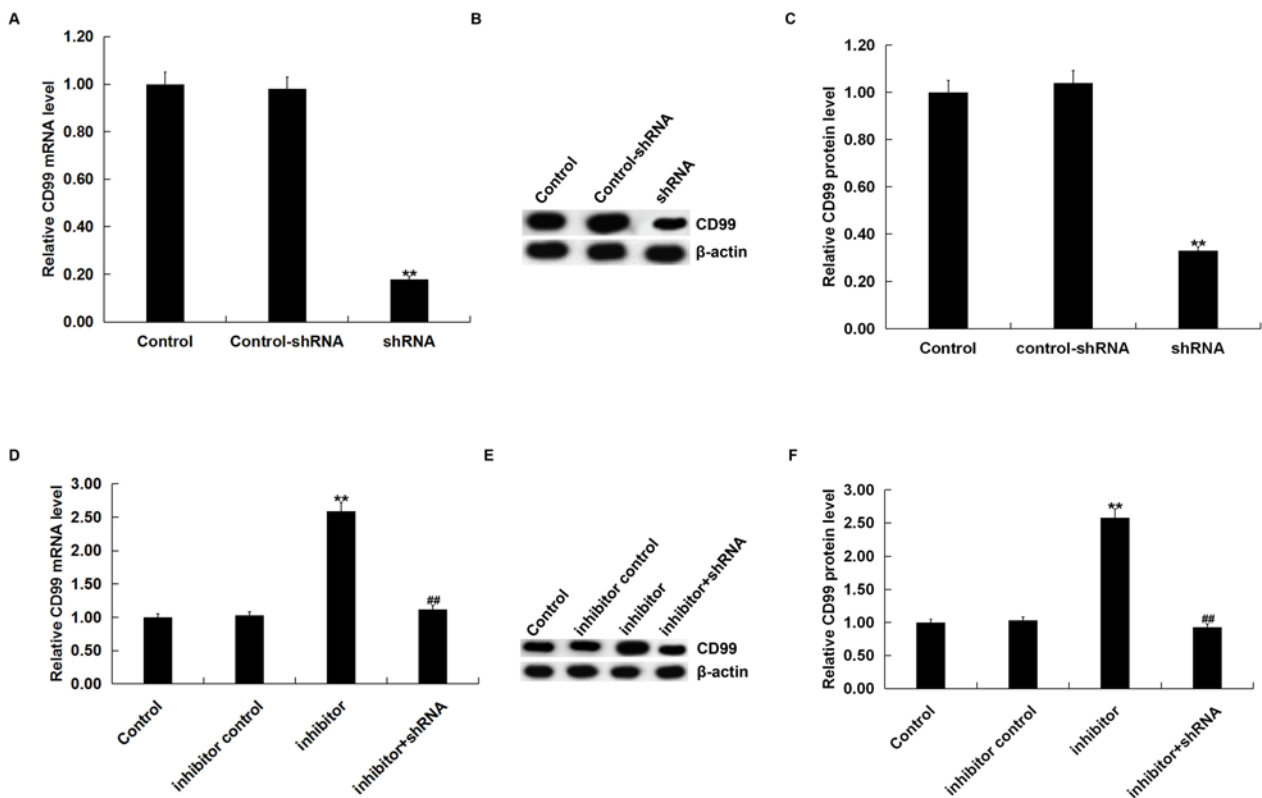 A
Relative CD99 mRNA level
1.20
1.00
0.80
0.60
0.40
0.20
0.00
**
Control
Control-shRNA
shRNA
B
Control
Control-shRNA
shRNA
CD99
β-actin
C
Relative CD99 protein level
1.20
1.00
0.80
0.60
0.40
0.20
0.00
**
Control
control-shRNA
shRNA
D
Relative CD99 mRNA level
3.00
2.50
2.00
1.50
1.00
0.50
0.00
**
##
Control
inhibitor control
inhibitor
inhibitor+shRNA
E
Control
inhibitor control
inhibitor
inhibitor+shRNA
CD99
β-actin
F
Relative CD99 protein level
3.00
2.50
2.00
1.50
1.00
0.50
0.00
**
##
Control
inhibitor control
inhibitor
inhibitor+shRNA